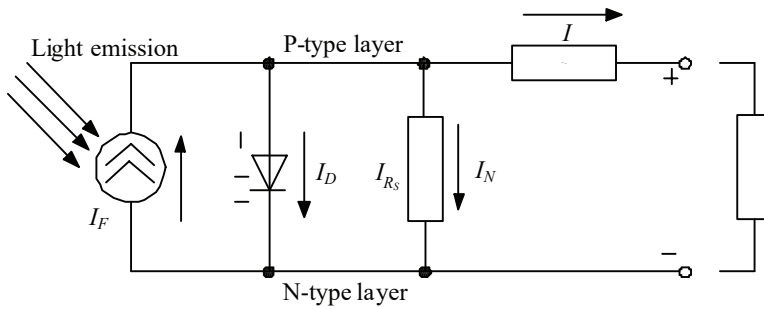 Light emission
P-type layer
I
+
I_F
I_D
I_{R_S}
I_N
−
N-type layer